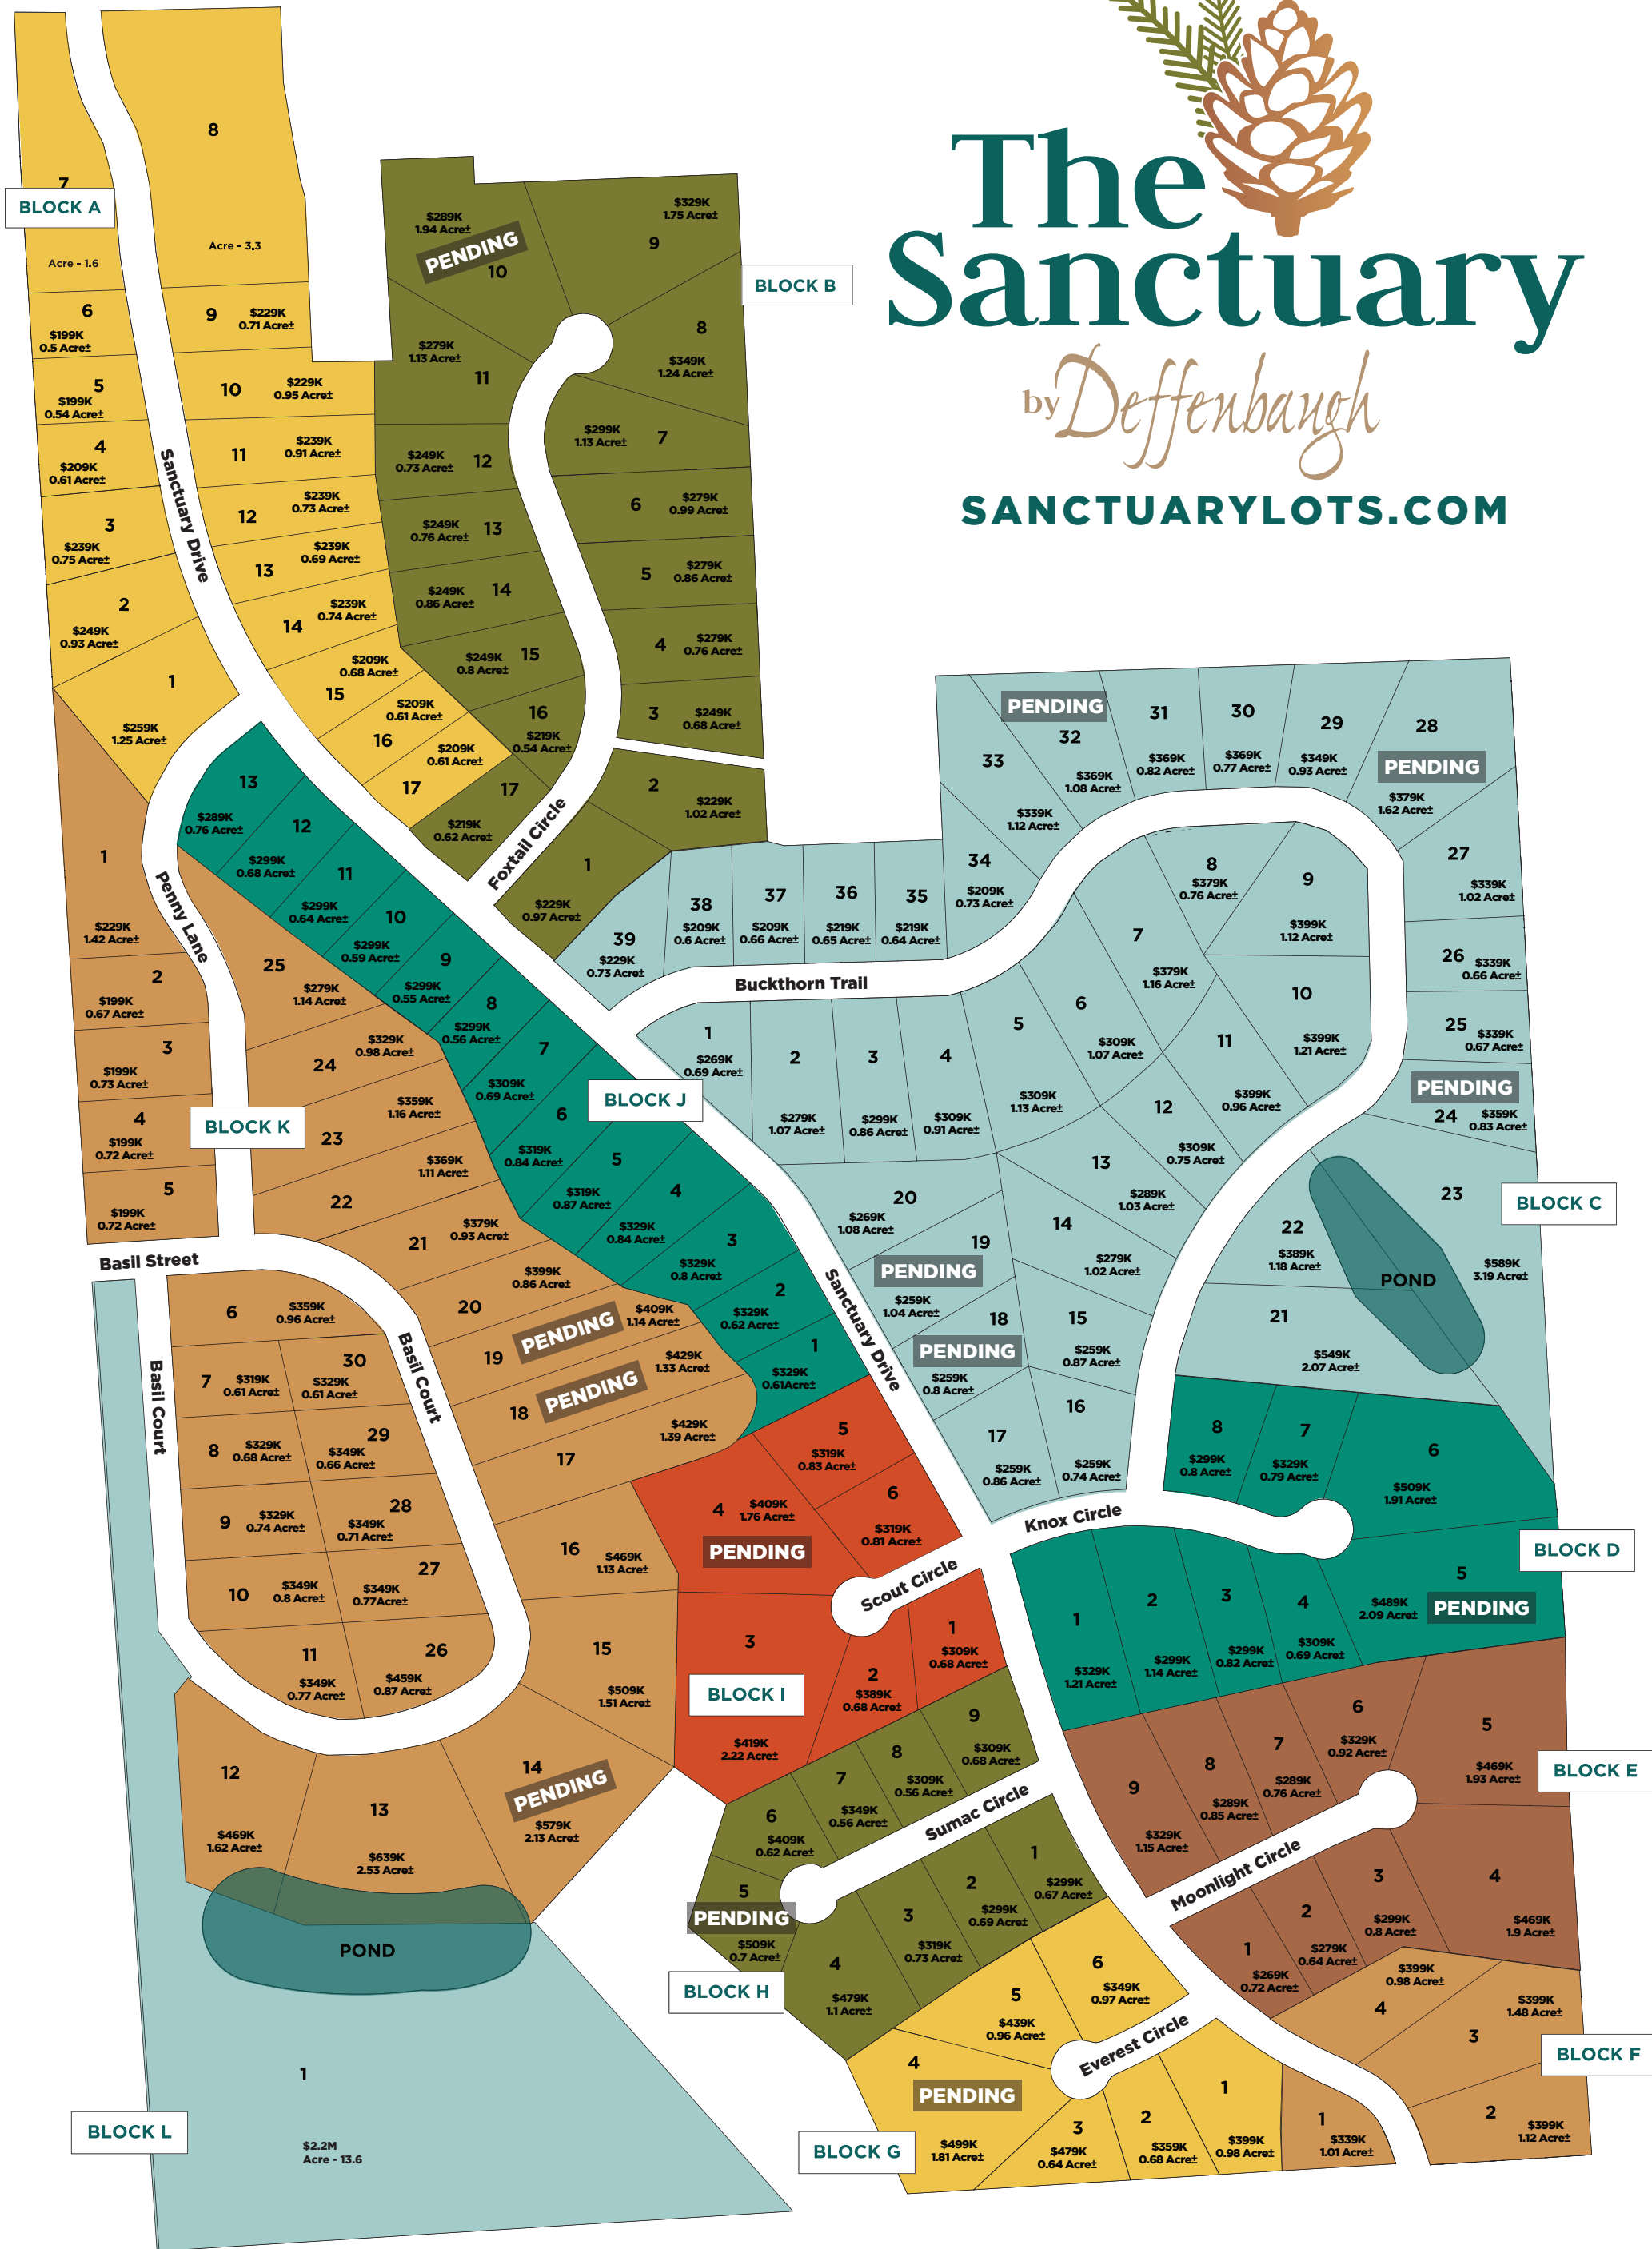 The
Sanctuary
by Deffenbaugh
SANCTUARYLOTS.COM
BLOCK A
7
Acre - 1.6
8
Acre - 3.3
6
$199K
0.5 Acre±
5
$199K
0.54 Acre±
4
$209K
0.61 Acre±
3
$239K
0.75 Acre±
2
$249K
0.93 Acre±
1
$259K
1.25 Acre±
9
$229K
0.71 Acre±
10
$229K
0.95 Acre±
11
$239K
0.91 Acre±
12
$239K
0.73 Acre±
13
$239K
0.69 Acre±
14
$239K
0.74 Acre±
15
$209K
0.68 Acre±
16
$209K
0.61 Acre±
17
$209K
0.61 Acre±
Sanctuary Drive
BLOCK B
$289K
1.94 Acre±
PENDING
10
$329K
1.75 Acre±
9
8
$349K
1.24 Acre±
$279K
1.13 Acre±
11
$299K
1.13 Acre±
7
$249K
0.73 Acre±
12
6
$279K
0.99 Acre±
$249K
0.76 Acre±
13
5
$279K
0.86 Acre±
$249K
0.86 Acre±
14
4
$279K
0.76 Acre±
$249K
0.8 Acre±
15
3
$249K
0.68 Acre±
16
$219K
0.54 Acre±
17
$219K
0.62 Acre±
2
$229K
1.02 Acre±
1
$229K
0.97 Acre±
Foxtail Circle
BLOCK C
33
$339K
1.12 Acre±
PENDING
32
$369K
1.08 Acre±
31
$369K
0.82 Acre±
30
$369K
0.77 Acre±
29
$349K
0.93 Acre±
28
PENDING
$379K
1.62 Acre±
27
$339K
1.02 Acre±
26
$339K
0.66 Acre±
25
$339K
0.67 Acre±
PENDING
24
$359K
0.83 Acre±
23
$589K
3.19 Acre±
22
$389K
1.18 Acre±
POND
21
$549K
2.07 Acre±
34
$209K
0.73 Acre±
35
$219K
0.64 Acre±
36
$219K
0.65 Acre±
37
$209K
0.66 Acre±
38
$209K
0.6 Acre±
39
$229K
0.73 Acre±
Buckthorn Trail
1
$269K
0.69 Acre±
2
$279K
1.07 Acre±
3
$299K
0.86 Acre±
4
$309K
0.91 Acre±
5
$309K
1.13 Acre±
6
$309K
1.07 Acre±
7
$379K
1.16 Acre±
8
$379K
0.76 Acre±
9
$399K
1.12 Acre±
10
$399K
1.21 Acre±
11
$399K
0.96 Acre±
12
$309K
0.75 Acre±
13
$289K
1.03 Acre±
14
$279K
1.02 Acre±
15
$259K
0.87 Acre±
16
$259K
0.74 Acre±
17
$259K
0.86 Acre±
18
PENDING
$259K
0.8 Acre±
19
PENDING
$259K
1.04 Acre±
20
$269K
1.08 Acre±
Sanctuary Drive
BLOCK J
13
$289K
0.76 Acre±
12
$299K
0.68 Acre±
11
$299K
0.64 Acre±
10
$299K
0.59 Acre±
9
$299K
0.55 Acre±
8
$299K
0.56 Acre±
7
$309K
0.69 Acre±
6
$319K
0.84 Acre±
5
$319K
0.87 Acre±
4
$329K
0.84 Acre±
3
$329K
0.8 Acre±
2
$329K
0.62 Acre±
1
$329K
0.61Acre±
BLOCK K
1
$229K
1.42 Acre±
2
$199K
0.67 Acre±
3
$199K
0.73 Acre±
4
$199K
0.72 Acre±
5
$199K
0.72 Acre±
Penny Lane
25
$279K
1.14 Acre±
24
$329K
0.98 Acre±
23
$359K
1.16 Acre±
22
$369K
1.11 Acre±
21
$379K
0.93 Acre±
20
$399K
0.86 Acre±
19
PENDING
$409K
1.14 Acre±
18
PENDING
$429K
1.33 Acre±
17
$429K
1.39 Acre±
16
$469K
1.13 Acre±
15
$509K
1.51 Acre±
14
PENDING
$579K
2.13 Acre±
13
$639K
2.53 Acre±
12
$469K
1.62 Acre±
Basil Street
Basil Court
Basil Court
6
$359K
0.96 Acre±
7
$319K
0.61 Acre±
30
$329K
0.61 Acre±
8
$329K
0.68 Acre±
29
$349K
0.66 Acre±
9
$329K
0.74 Acre±
28
$349K
0.71 Acre±
10
$349K
0.8 Acre±
27
$349K
0.77Acre±
11
$349K
0.77 Acre±
26
$459K
0.87 Acre±
POND
BLOCK L
1
$2.2M
Acre - 13.6
BLOCK I
5
$319K
0.83 Acre±
4
$409K
1.76 Acre±
PENDING
6
$319K
0.81 Acre±
3
$419K
2.22 Acre±
2
$389K
0.68 Acre±
1
$309K
0.68 Acre±
Scout Circle
Knox Circle
BLOCK D
8
$299K
0.8 Acre±
7
$329K
0.79 Acre±
6
$509K
1.91 Acre±
5
$489K
2.09 Acre±
PENDING
4
$309K
0.69 Acre±
3
$299K
0.82 Acre±
2
$299K
1.14 Acre±
1
$329K
1.21 Acre±
BLOCK E
9
$329K
1.15 Acre±
8
$289K
0.85 Acre±
7
$289K
0.76 Acre±
6
$329K
0.92 Acre±
5
$469K
1.93 Acre±
4
$469K
1.9 Acre±
3
$299K
0.8 Acre±
2
$279K
0.64 Acre±
1
$269K
0.72 Acre±
Moonlight Circle
BLOCK H
9
$309K
0.68 Acre±
8
$309K
0.56 Acre±
7
$349K
0.56 Acre±
6
$409K
0.62 Acre±
5
PENDING
$509K
0.7 Acre±
4
$479K
1.1 Acre±
3
$319K
0.73 Acre±
2
$299K
0.69 Acre±
1
$299K
0.67 Acre±
Sumac Circle
BLOCK F
4
$399K
0.98 Acre±
3
$399K
1.48 Acre±
2
$399K
1.12 Acre±
1
$339K
1.01 Acre±
BLOCK G
6
$349K
0.97 Acre±
5
$439K
0.96 Acre±
4
PENDING
$499K
1.81 Acre±
3
$479K
0.64 Acre±
2
$359K
0.68 Acre±
1
$399K
0.98 Acre±
Everest Circle